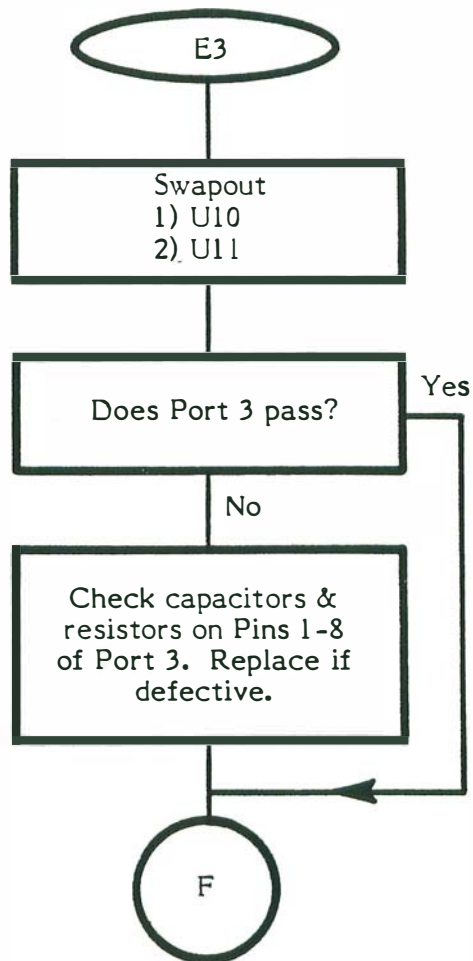 E3
Swapout
1) U10
2) U11
Does Port 3 pass?
Yes
No
Check capacitors &
resistors on Pins 1-8
of Port 3. Replace if
defective.
F